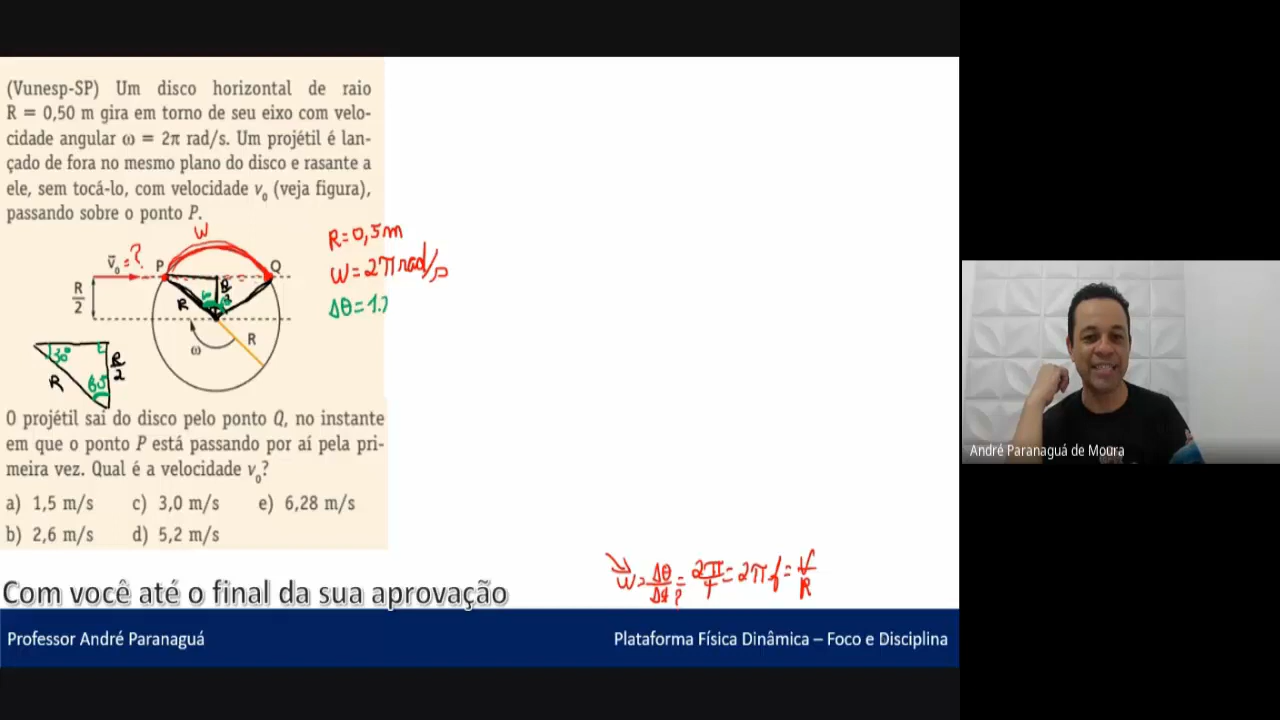 (Vunesp-SP) Um disco horizontal de raio
R = 0,50 m gira em torno de seu eixo com velo-
cidade angular ω = 2π rad/s. Um projétil é lan-
çado de fora no mesmo plano do disco e rasante a
ele, sem tocá-lo, com velocidade v₀ (veja figura),
passando sobre o ponto P.
W
v₀ = ?
P
Q
R/2
R/2
R
R
ω
R = 0,5m
W = 2π rad/s
Δθ = 1.2
30°
R/2
R
60°
O projétil sai do disco pelo ponto Q, no instante
em que o ponto P está passando por aí pela pri-
meira vez. Qual é a velocidade v₀?
a) 1,5 m/s c) 3,0 m/s e) 6,28 m/s
b) 2,6 m/s d) 5,2 m/s
W = Δθ/Δt = 2π/T = 2πf = V/R
?
Com você até o final da sua aprovação
Professor André Paranaguá
Plataforma Física Dinâmica – Foco e Disciplina
André Paranaguá de Moura